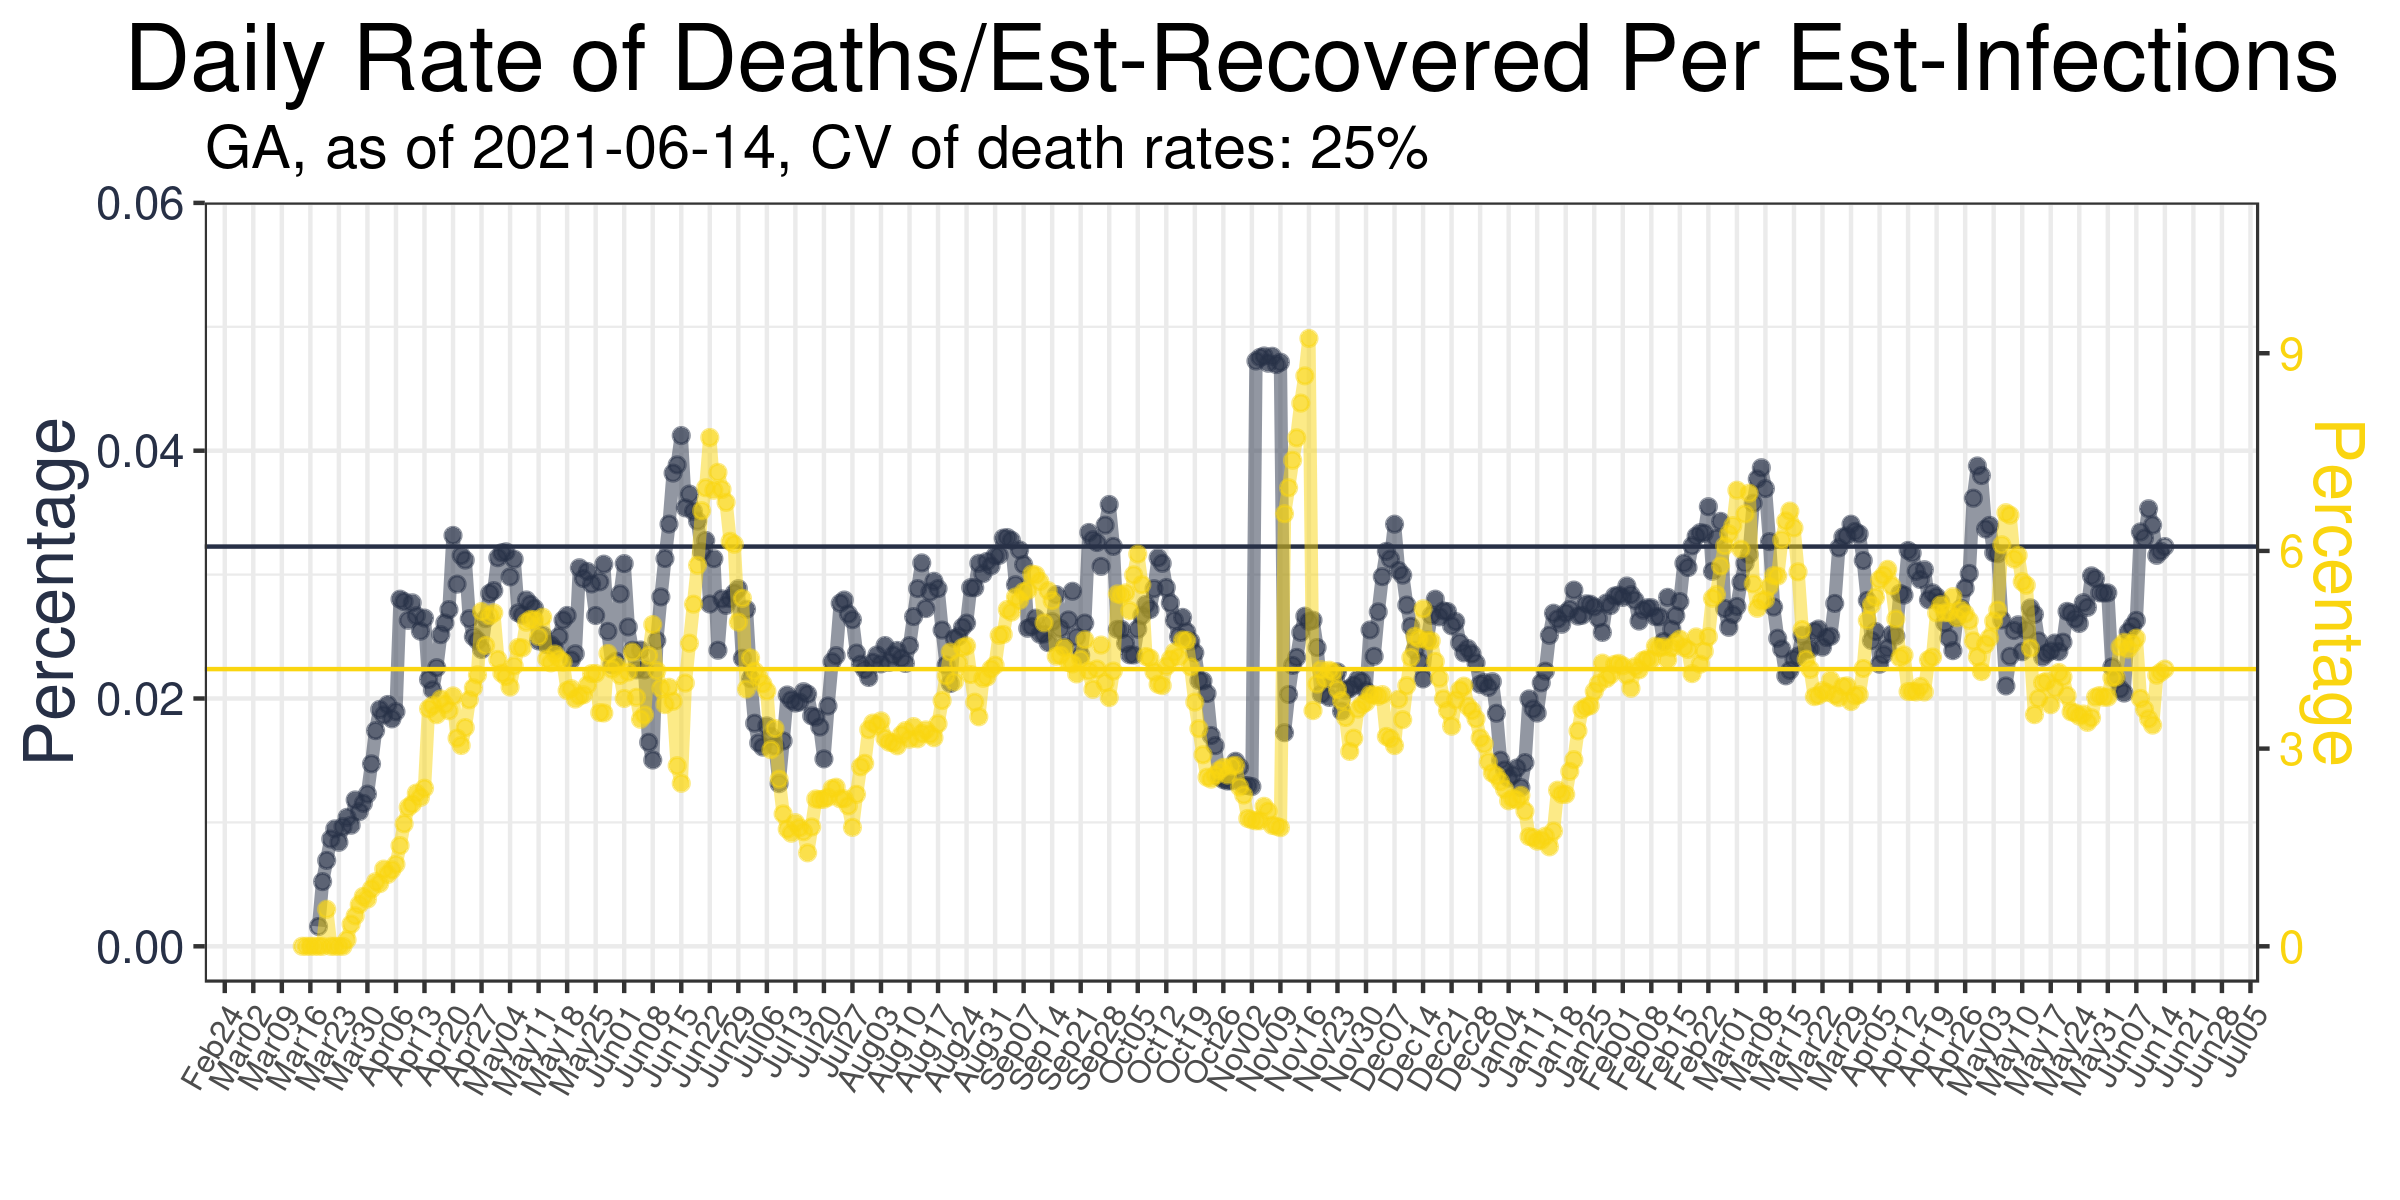 Daily Rate of Deaths/Est-Recovered Per Est-Infections
GA, as of 2021-06-14, CV of death rates: 25%
Percentage
0.06
0.04
0.02
0.00
9
6
3
0
Percentage
Feb24
Mar02
Mar09
Mar16
Mar23
Mar30
Apr06
Apr13
Apr20
Apr27
May04
May11
May18
May25
Jun01
Jun08
Jun15
Jun22
Jun29
Jul06
Jul13
Jul20
Jul27
Aug03
Aug10
Aug17
Aug24
Aug31
Sep07
Sep14
Sep21
Sep28
Oct05
Oct12
Oct19
Oct26
Nov02
Nov09
Nov16
Nov23
Nov30
Dec07
Dec14
Dec21
Dec28
Jan04
Jan11
Jan18
Jan25
Feb01
Feb08
Feb15
Feb22
Mar01
Mar08
Mar15
Mar22
Mar29
Apr05
Apr12
Apr19
Apr26
May03
May10
May17
May24
May31
Jun07
Jun14
Jun21
Jun28
Jul05